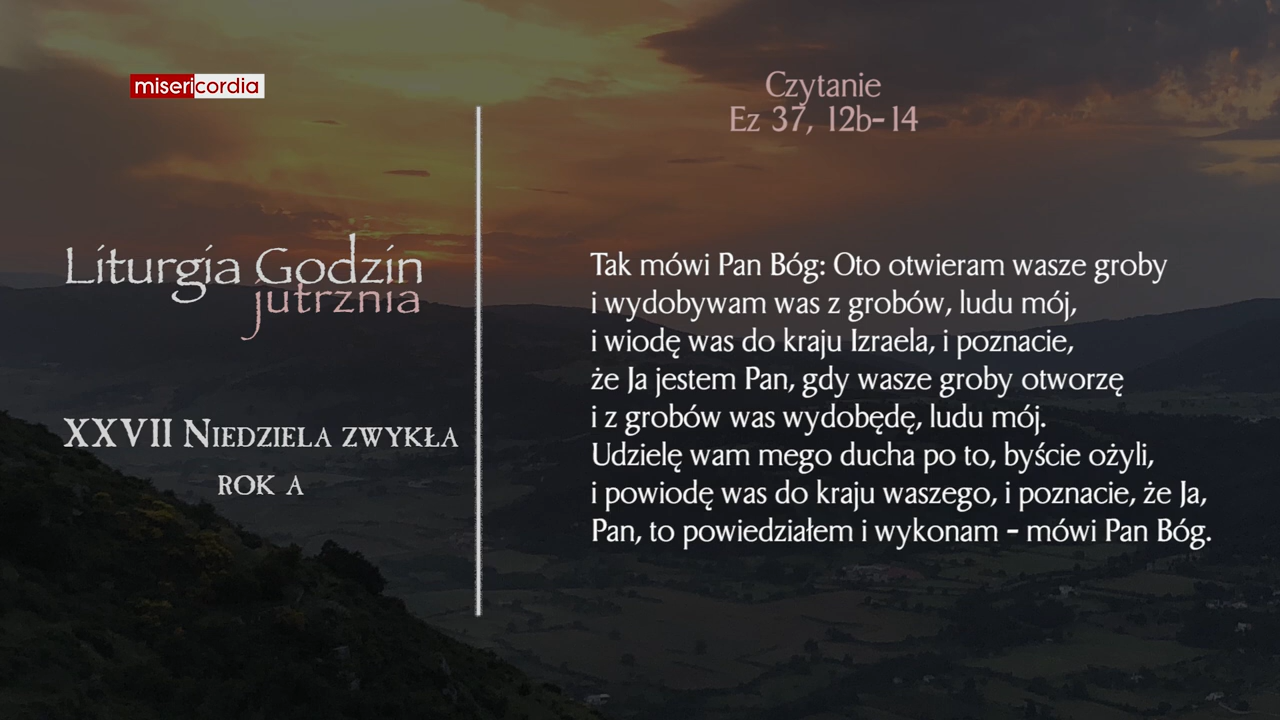 misericordia
Liturgia Godzin
jutrznia
XXVII Niedziela zwykła
rok A
Czytanie
Ez 37, 12b-14
Tak mówi Pan Bóg: Oto otwieram wasze groby
i wydobywam was z grobów, ludu mój,
i wiodę was do kraju Izraela, i poznacie,
że Ja jestem Pan, gdy wasze groby otworzę
i z grobów was wydobędę, ludu mój.
Udzielę wam mego ducha po to, byście ożyli,
i powiodę was do kraju waszego, i poznacie, że Ja,
Pan, to powiedziałem i wykonam – mówi Pan Bóg.